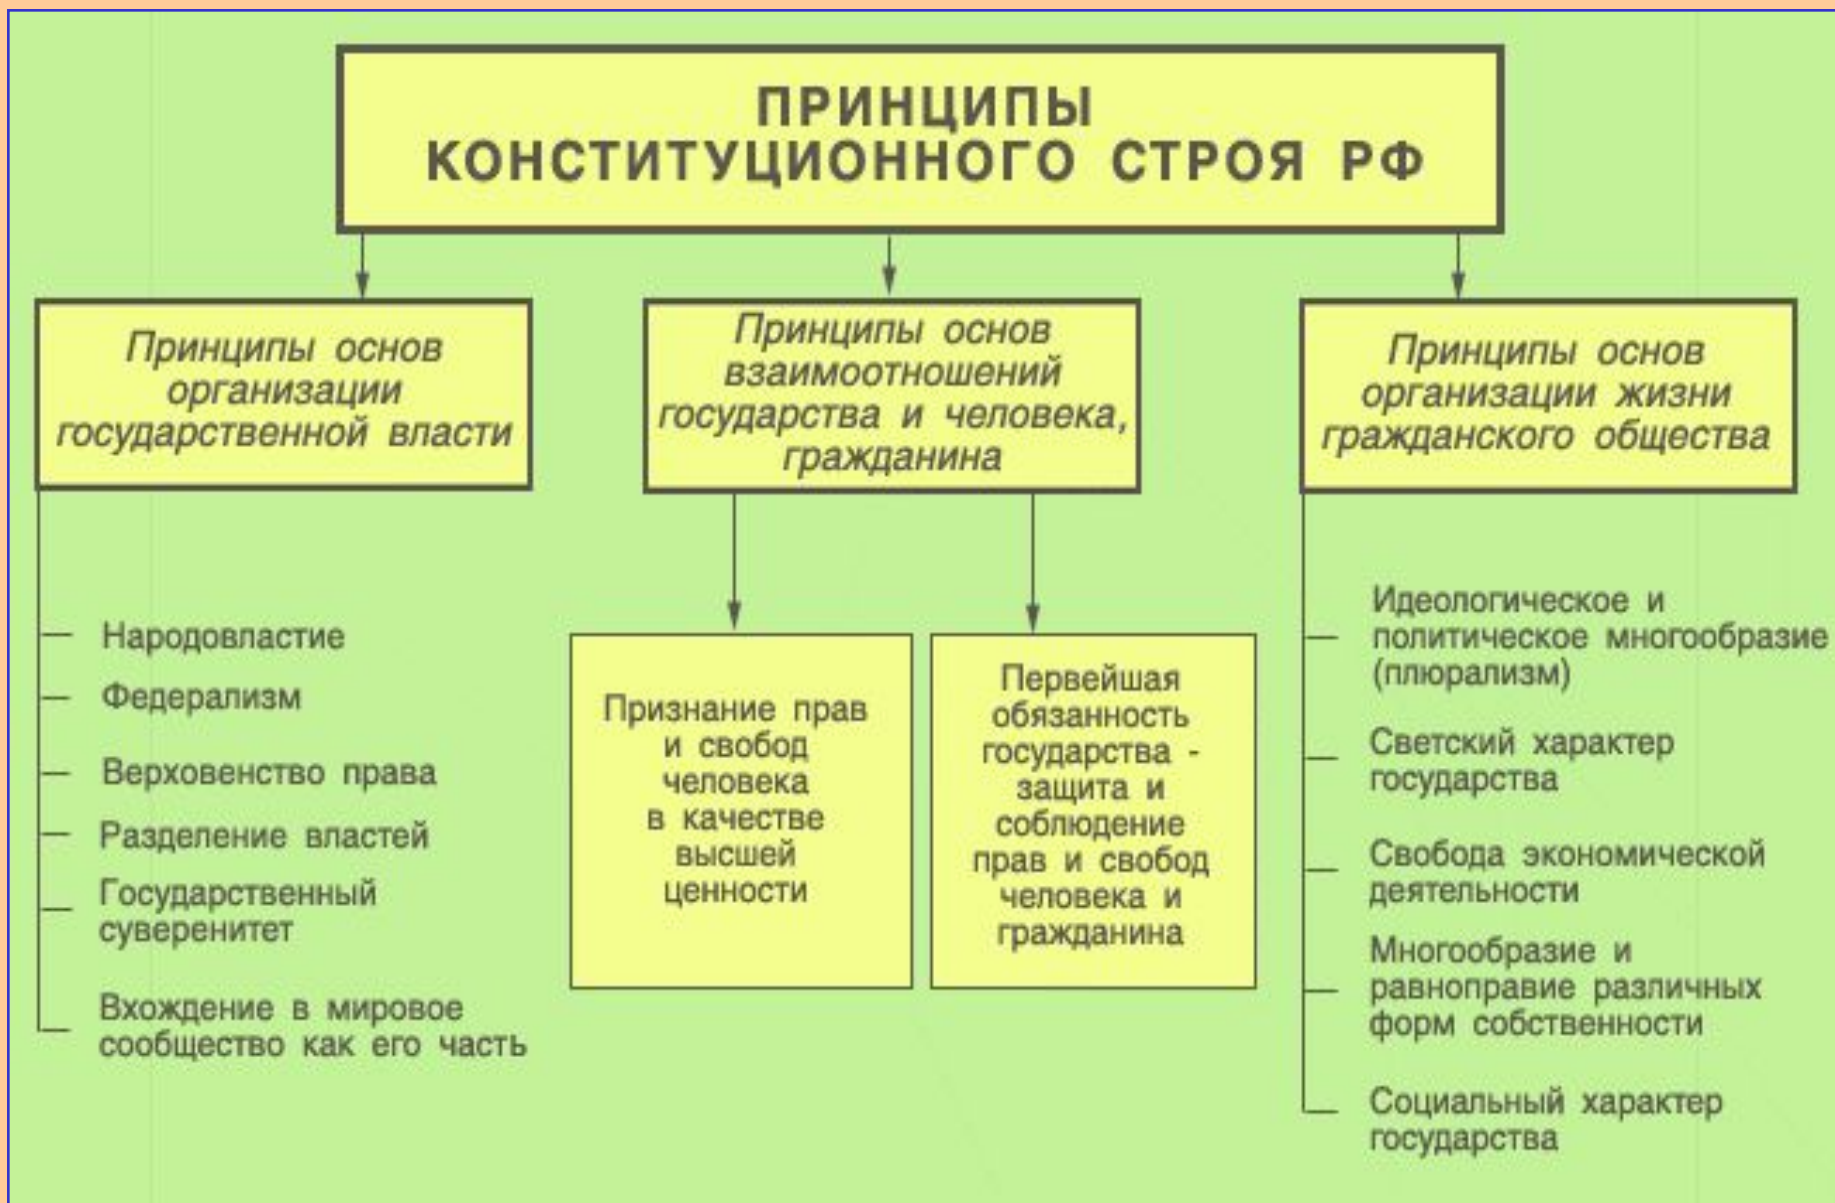 ПРИНЦИПЫ
КОНСТИТУЦИОННОГО СТРОЯ РФ
Принципы основ
организации
государственной власти
Народовластие
Федерализм
Верховенство права
Разделение властей
Государственный
суверенитет
Вхождение в мировое
сообщество как его часть
Принципы основ
взаимоотношений
государства и человека,
гражданина
Признание прав
и свобод
человека
в качестве
высшей
ценности
Первейшая
обязанность
государства -
защита и
соблюдение
прав и свобод
человека и
гражданина
Принципы основ
организации жизни
гражданского общества
Идеологическое и
политическое многообразие
(плюрализм)
Светский характер
государства
Свобода экономической
деятельности
Многообразие и
равноправие различных
форм собственности
Социальный характер
государства